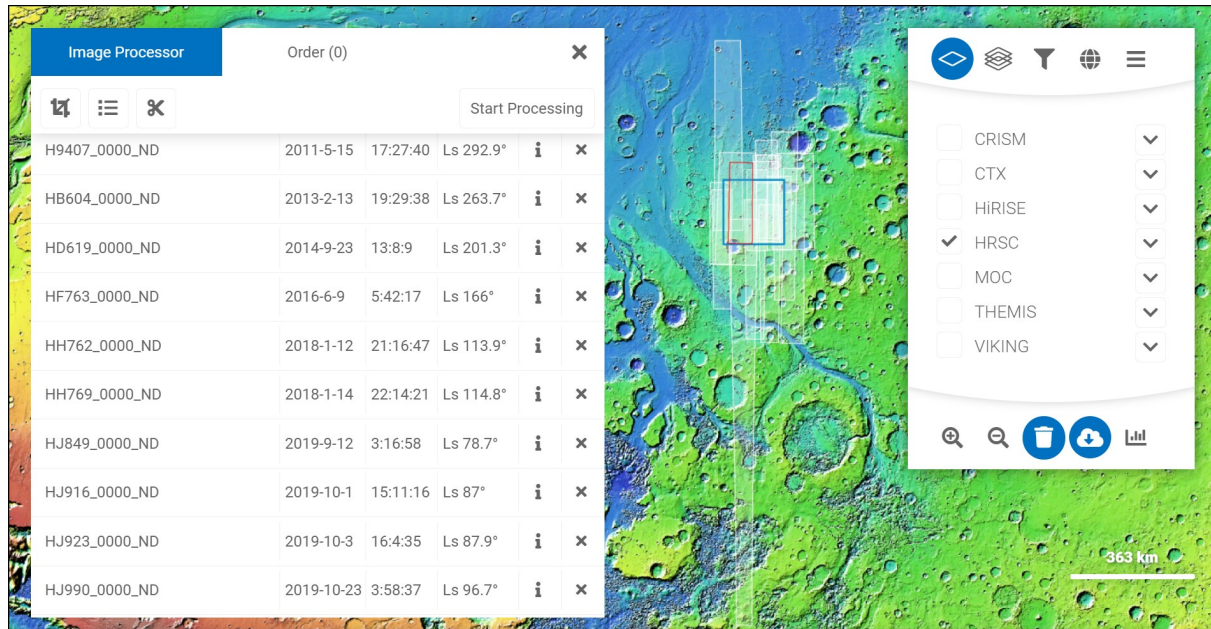 Image Processor Order (0)
Start Processing
H9407_0000_ND 2011-5-15 17:27:40 Ls 292.9°
HB604_0000_ND 2013-2-13 19:29:38 Ls 263.7°
HD619_0000_ND 2014-9-23 13:8:9 Ls 201.3°
HF763_0000_ND 2016-6-9 5:42:17 Ls 166°
HH762_0000_ND 2018-1-12 21:16:47 Ls 113.9°
HH769_0000_ND 2018-1-14 22:14:21 Ls 114.8°
HJ849_0000_ND 2019-9-12 3:16:58 Ls 78.7°
HJ916_0000_ND 2019-10-1 15:11:16 Ls 87°
HJ923_0000_ND 2019-10-3 16:4:35 Ls 87.9°
HJ990_0000_ND 2019-10-23 3:58:37 Ls 96.7°
CRISM
CTX
HiRISE
HRSC
MOC
THEMIS
VIKING
363 km